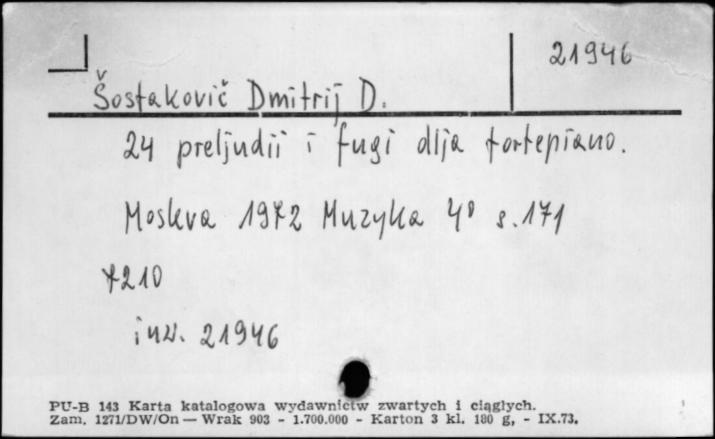 21946
Šostakovič Dmitrij D.
24 preljudii i fugi dlja fortepiano.
Moskva 1972 Muzyka 4° s. 171
7210
inw. 21946
PU-B 143 Karta katalogowa wydawnictw zwartych i ciągłych.
Zam. 1271/DW/On — Wrak 903 - 1.700.000 - Karton 3 kl. 180 g, - IX.73.